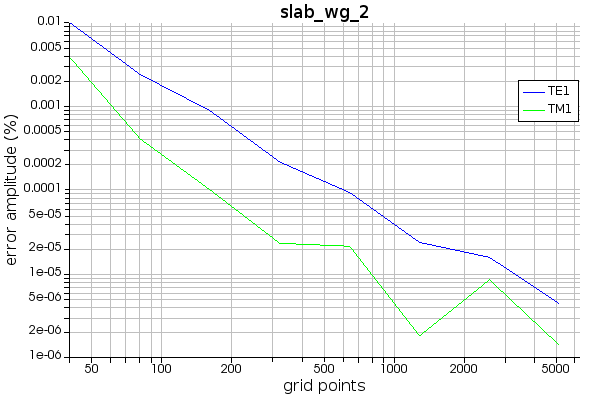 slab_wg_2
0.01
0.005
0.002
0.001
0.0005
0.0002
0.0001
5e-05
2e-05
1e-05
5e-06
2e-06
1e-06
error amplitude (%)
TE1
TM1
50 100 200 500 1000 2000 5000
grid points